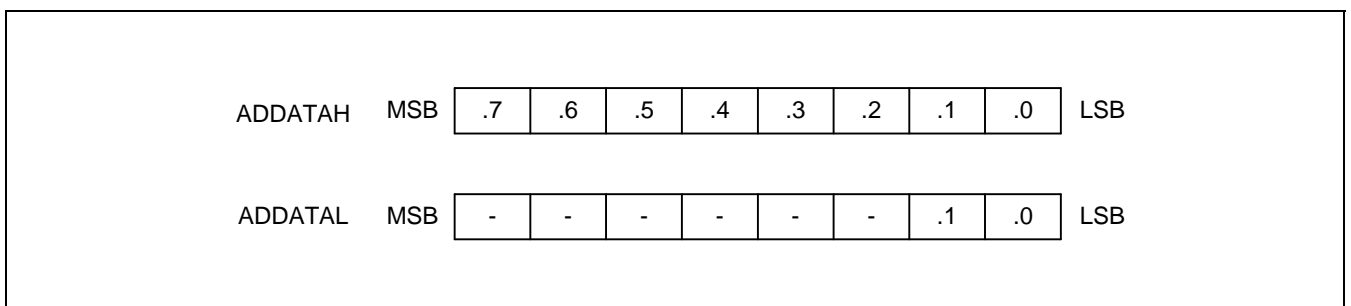 ADDATAH MSB .7 .6 .5 .4 .3 .2 .1 .0 LSB
ADDATAL MSB - - - - - - .1 .0 LSB